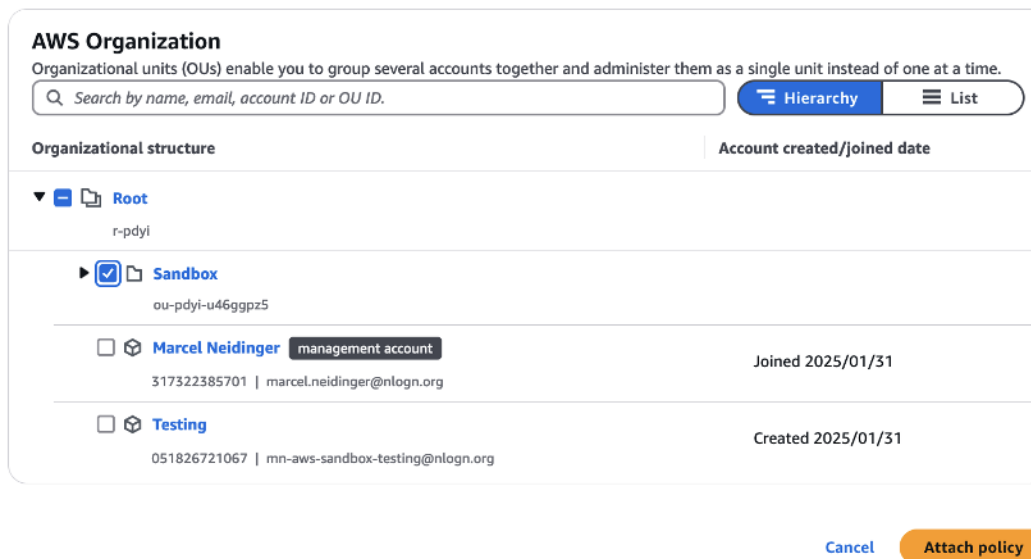 AWS Organization
Organizational units (OUs) enable you to group several accounts together and administer them as a single unit instead of one at a time.
Search by name, email, account ID or OU ID.
Hierarchy
List
Organizational structure
Account created/joined date
Root
r-pdyi
Sandbox
ou-pdyi-u46ggpz5
Marcel Neidinger management account
Joined 2025/01/31
317322385701 | marcel.neidinger@nlogn.org
Testing
Created 2025/01/31
051826721067 | mn-aws-sandbox-testing@nlogn.org
Cancel
Attach policy